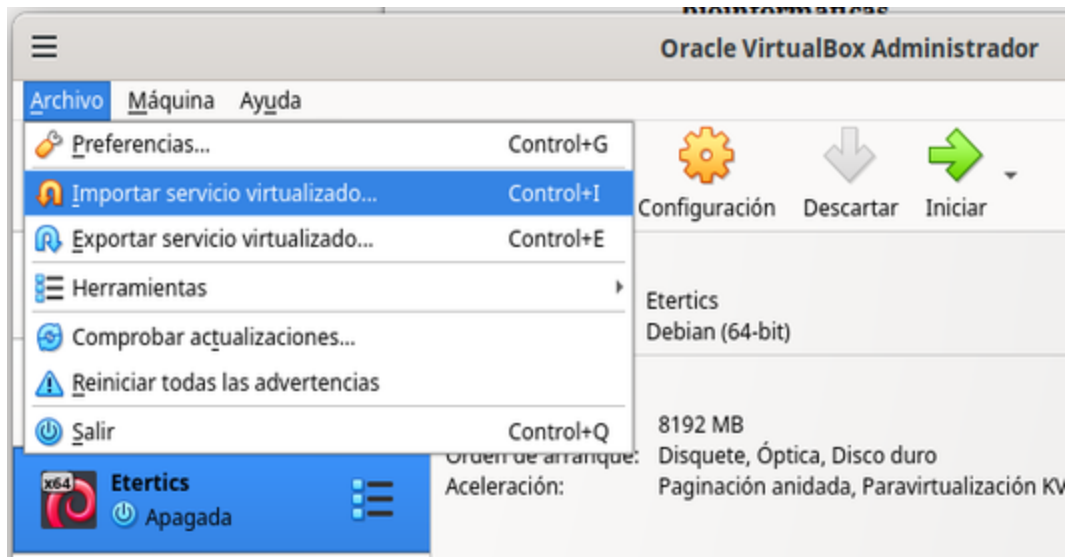 bioinformáticas
Oracle VirtualBox Administrador
Archivo Máquina Ayuda
Preferencias... Control+G
Importar servicio virtualizado... Control+I
Exportar servicio virtualizado... Control+E
Herramientas
Comprobar actualizaciones...
Reiniciar todas las advertencias
Salir Control+Q
Configuración Descartar Iniciar
Etertics
Debian (64-bit)
8192 MB
Orden de arranque: Disquete, Óptica, Disco duro
Aceleración: Paginación anidada, Paravirtualización KV
x64 Etertics
Apagada